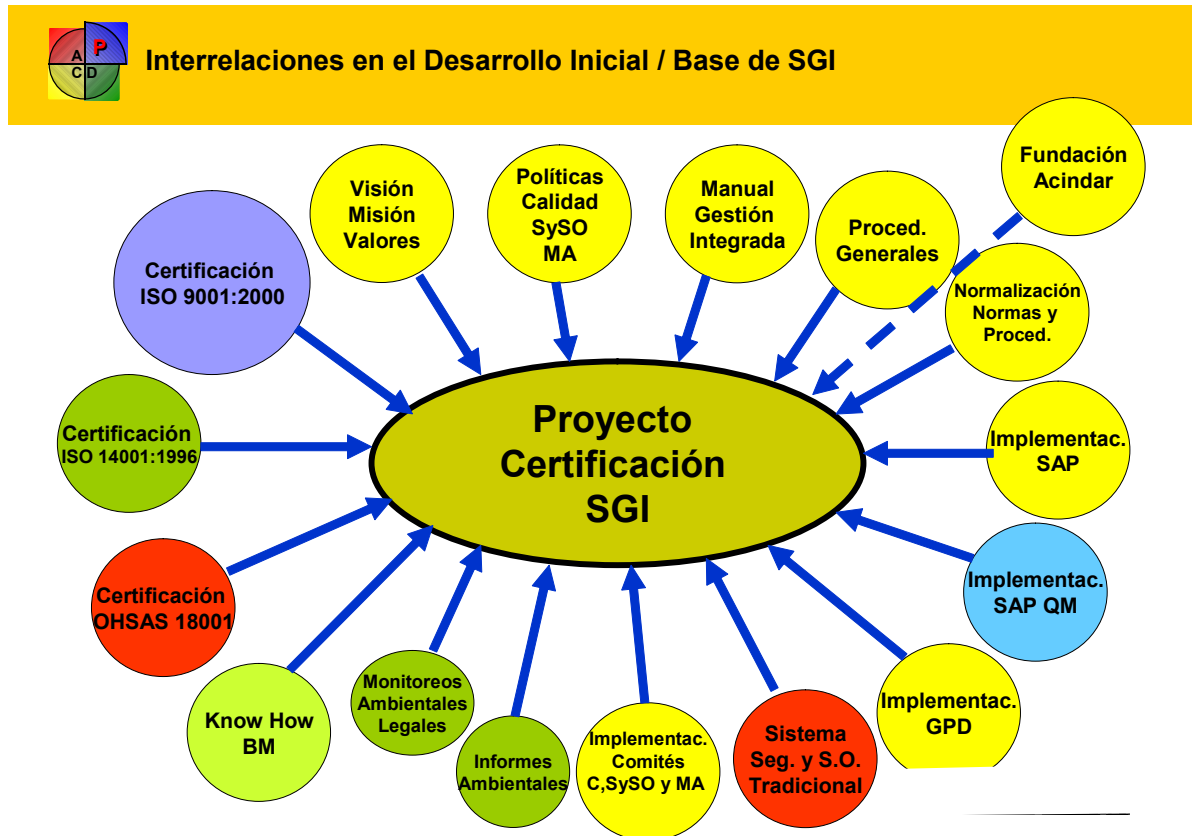 A P
C D
Interrelaciones en el Desarrollo Inicial / Base de SGI
Fundación
Acindar
Visión
Misión
Valores
Políticas
Calidad
SySO
MA
Manual
Gestión
Integrada
Proced.
Generales
Certificación
ISO 9001:2000
Normalización
Normas y
Proced.
Proyecto
Certificación
SGI
Certificación
ISO 14001:1996
Implementac.
SAP
Certificación
OHSAS 18001
Implementac.
SAP QM
Know How
BM
Monitoreos
Ambientales
Legales
Informes
Ambientales
Implementac.
Comités
C,SySO y MA
Sistema
Seg. y S.O.
Tradicional
Implementac.
GPD